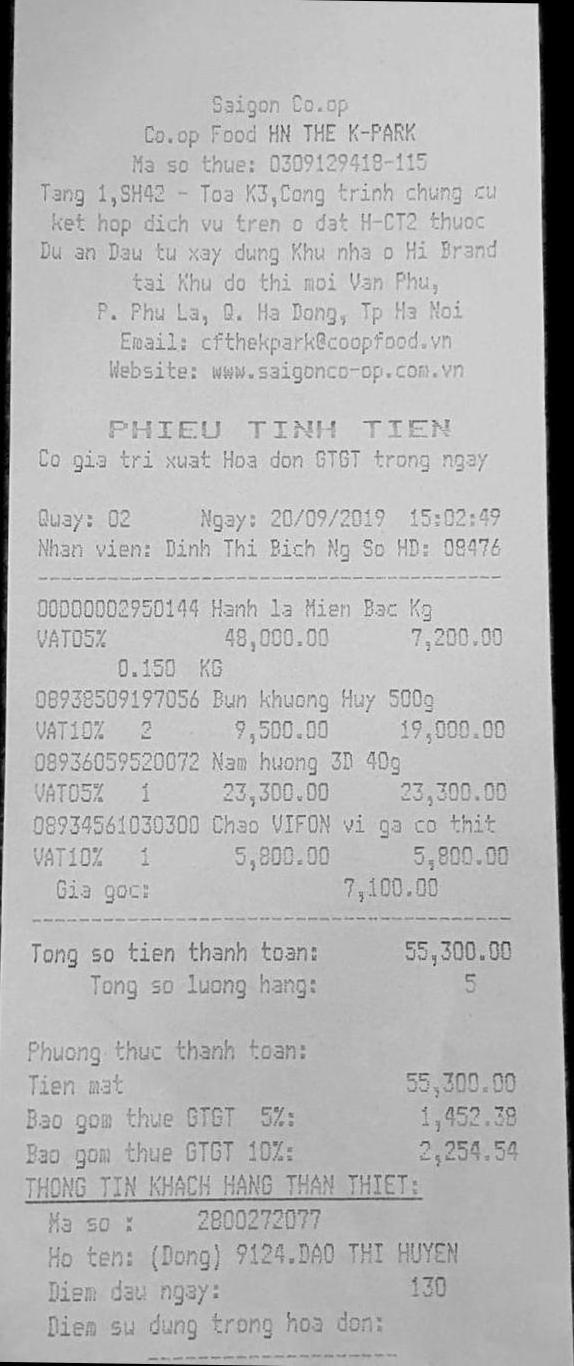 Saigon Co.op
Co.op Food HN THE K-PARK
Ma so thue: 0309129418-115
Tang 1,SH42 - Toa K3,Cong trinh chung cu
ket hop dich vu tren o dat H-CT2 thuoc
Du an Dau tu xay dung Khu nha o Hi Brand
tai Khu do thi moi Van Phu,
P. Phu La, Q. Ha Dong, Tp Ha Noi
Email: cfthekpark@coopfood.vn
Website: www.saigonco-op.com.vn
PHIEU TINH TIEN
Co gia tri xuat Hoa don GTGT trong ngay
Quay: 02 Ngay: 20/09/2019 15:02:49
Nhan vien: Dinh Thi Bich Ng So HD: 08476
00000002950144 Hanh la Mien Bac Kg
VAT05% 48,000.00 7,200.00
0.150 KG
08938509197056 Bun khuong Huy 500g
VAT10% 2 9,500.00 19,000.00
08936059520072 Nam huong 3D 40g
VAT05% 1 23,300.00 23,300.00
08934561030300 Chao VIFON vi ga co thit
VAT10% 1 5,800.00 5,800.00
Gia goc: 7,100.00
Tong so tien thanh toan: 55,300.00
Tong so luong hang: 5
Phuong thuc thanh toan:
Tien mat 55,300.00
Bao gom thue GTGT 5%: 1,452.38
Bao gom thue GTGT 10%: 2,254.54
THONG TIN KHACH HANG THAN THIET:
Ma so : 2800272077
Ho ten: (Dong) 9124.DAO THI HUYEN
Diem dau ngay: 130
Diem su dung trong hoa don: